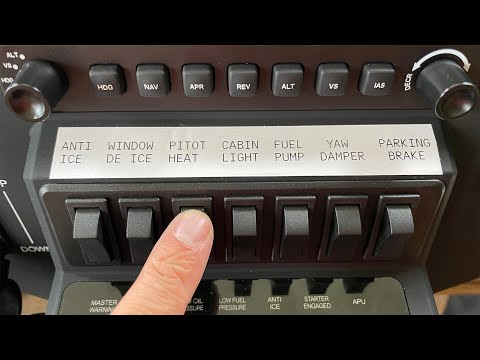 ALT
VS
HDG
HDG NAV APR REV ALT VS IAS
DECR
ANTI ICE
WINDOW DE ICE
PITOT HEAT
CABIN LIGHT
FUEL PUMP
YAW DAMPER
PARKING BRAKE
DOWN
MASTER WARNING
OIL PRESSURE
LOW FUEL PRESSURE
ANTI ICE
STARTER ENGAGED
APU